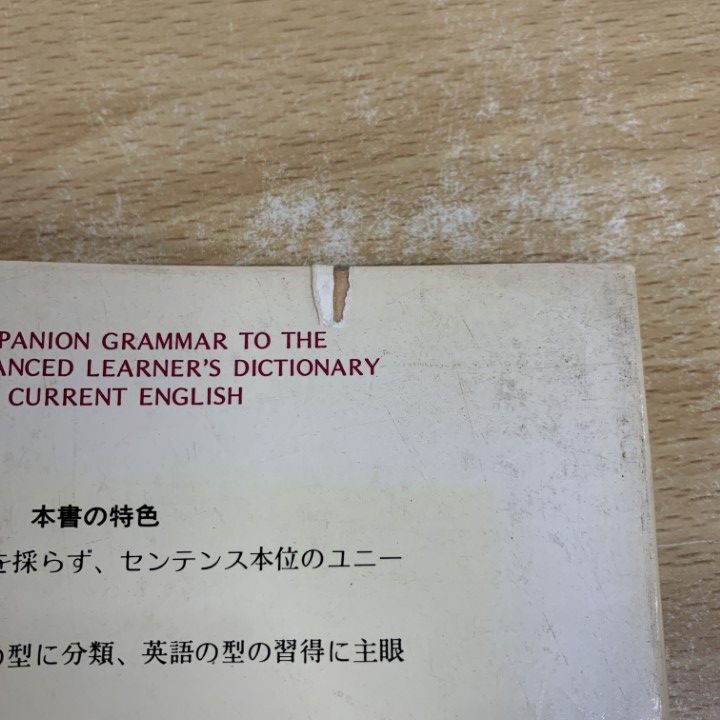 PANION GRAMMAR TO THE
ANCED LEARNER'S DICTIONARY
CURRENT ENGLISH
本書の特色
を採らず、センテンス本位のユニー
の型に分類、英語の型の習得に主眼